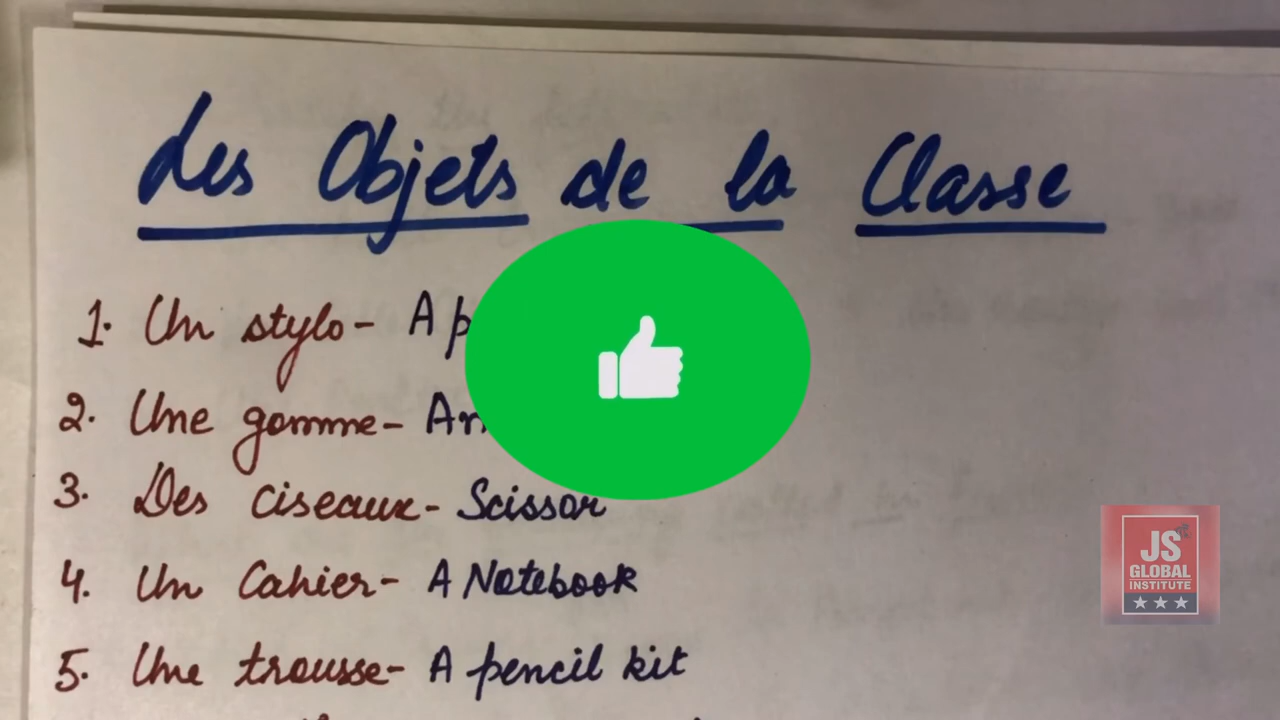 Les Objets de la Classe
1. Un stylo- A
2. Une gomme-
3. Des ciseaux- Scissor
4. Un Cahier- A Notebook
5. Une trousse- A pencil kit
JS
GLOBAL
INSTITUTE